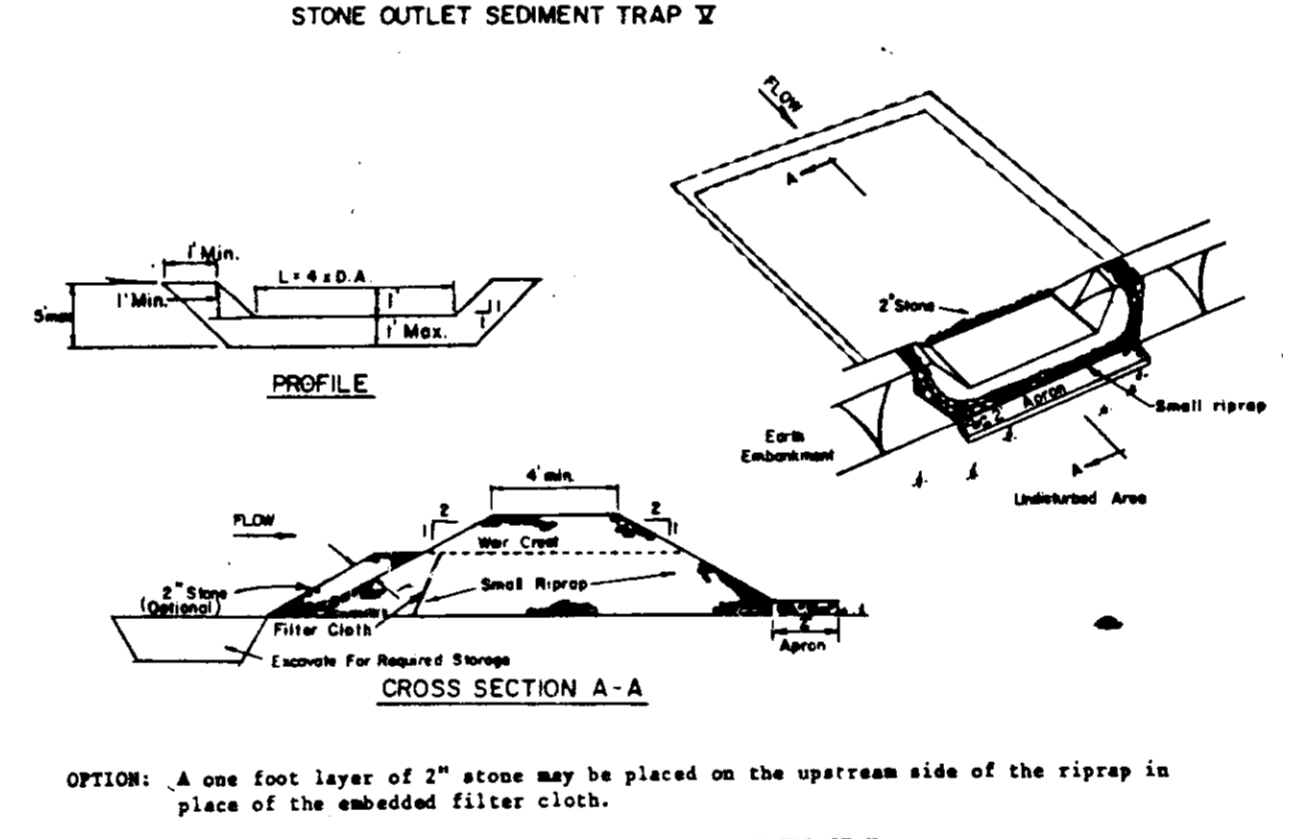 STONE OUTLET SEDIMENT TRAP V
FLOW
A
1' Min.
L = 4 x D.A.
1' Min.
1'
5' max
1' Max.
1
1
PROFILE
2" Stone
Apron
Small riprap
Earth
Embankment
A
Undisturbed Area
4' min.
FLOW
2
1
2
1
Weir Crest
2" Stone
(Optional)
Small Riprap
Filter Cloth
2'
Apron
Excavate For Required Storage
CROSS SECTION A-A
OPTION: A one foot layer of 2" stone may be placed on the upstream side of the riprap in
place of the embedded filter cloth.